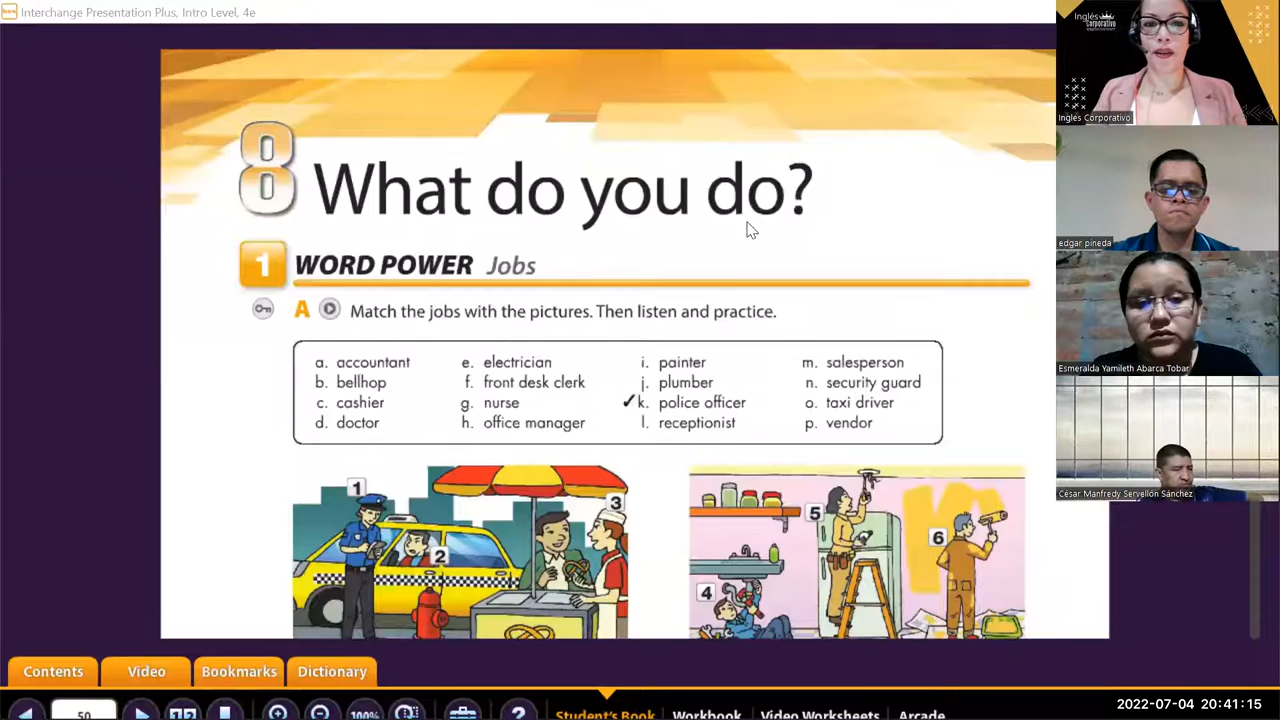 Interchange Presentation Plus, Intro Level, 4e
8 What do you do?
1 WORD POWER Jobs
A Match the jobs with the pictures. Then listen and practice.
a. accountant e. electrician i. painter m. salesperson
b. bellhop f. front desk clerk j. plumber n. security guard
c. cashier g. nurse ✓k. police officer o. taxi driver
d. doctor h. office manager l. receptionist p. vendor
1
2
3
4
5
6
Contents Video Bookmarks Dictionary
50 100% ? Student's Book Workbook Video Worksheets Arcade
Inglés Corporativo
Inglés Corporativo
edgar pineda
Esmeralda Yamileth Abarca Tobar
César Manfredy Servellón Sánchez
2022-07-04 20:41:15